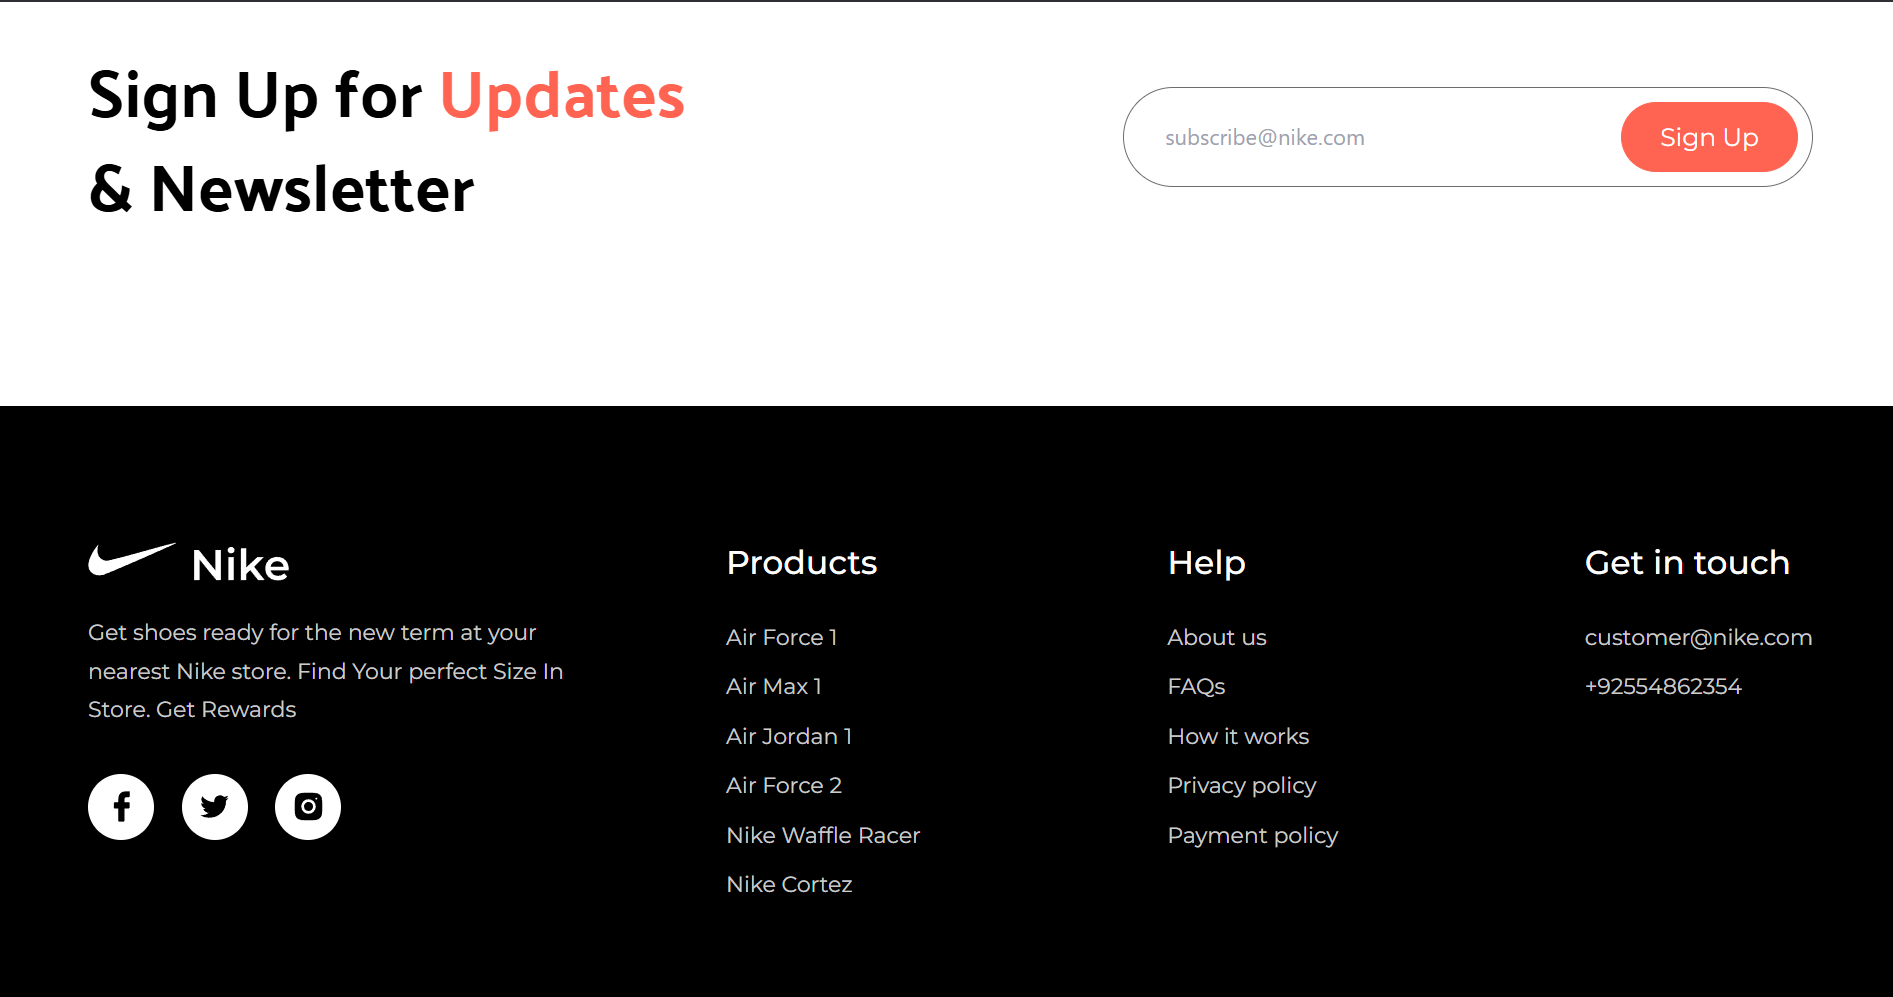 Sign Up for Updates
& Newsletter
subscribe@nike.com
Sign Up
Nike
Get shoes ready for the new term at your
nearest Nike store. Find Your perfect Size In
Store. Get Rewards
Products
Air Force 1
Air Max 1
Air Jordan 1
Air Force 2
Nike Waffle Racer
Nike Cortez
Help
About us
FAQs
How it works
Privacy policy
Payment policy
Get in touch
customer@nike.com
+92554862354